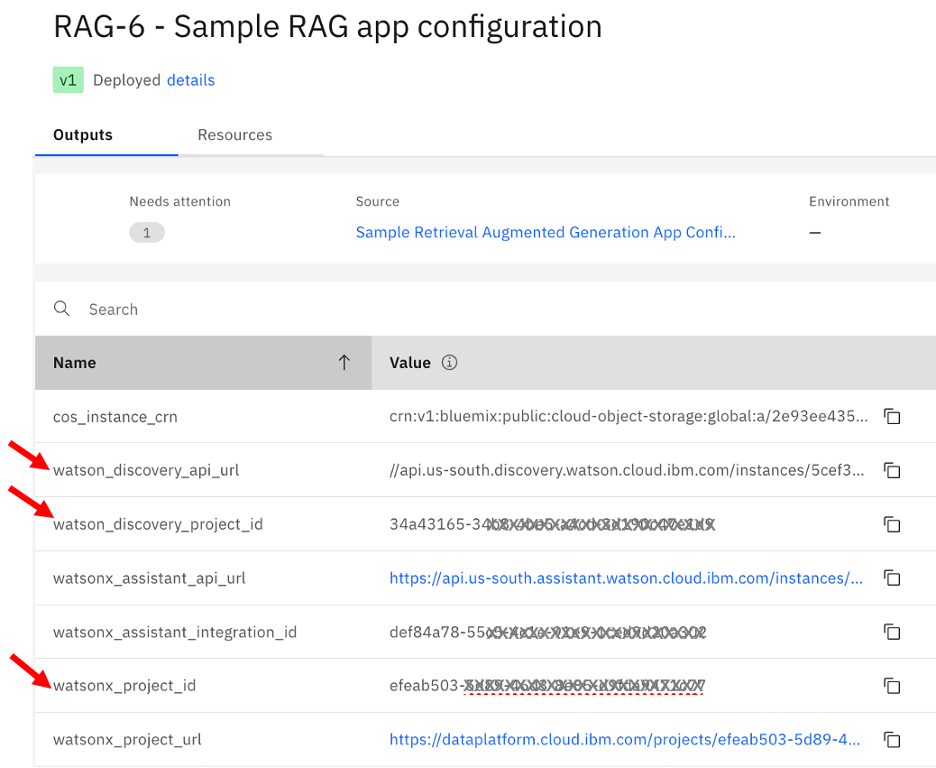 RAG-6 - Sample RAG app configuration
v1 Deployed details
Outputs Resources
Needs attention Source Environment
1 Sample Retrieval Augmented Generation App Confi... —
Search
Name Value
cos_instance_crn crn:v1:bluemix:public:cloud-object-storage:global:a/2e93ee435...
watson_discovery_api_url //api.us-south.discovery.watson.cloud.ibm.com/instances/5cef3...
watson_discovery_project_id 34a43165-34
watsonx_assistant_api_url https://api.us-south.assistant.watson.cloud.ibm.com/instances/...
watsonx_assistant_integration_id def84a78-55
watsonx_project_id efeab503-
watsonx_project_url https://dataplatform.cloud.ibm.com/projects/efeab503-5d89-4...